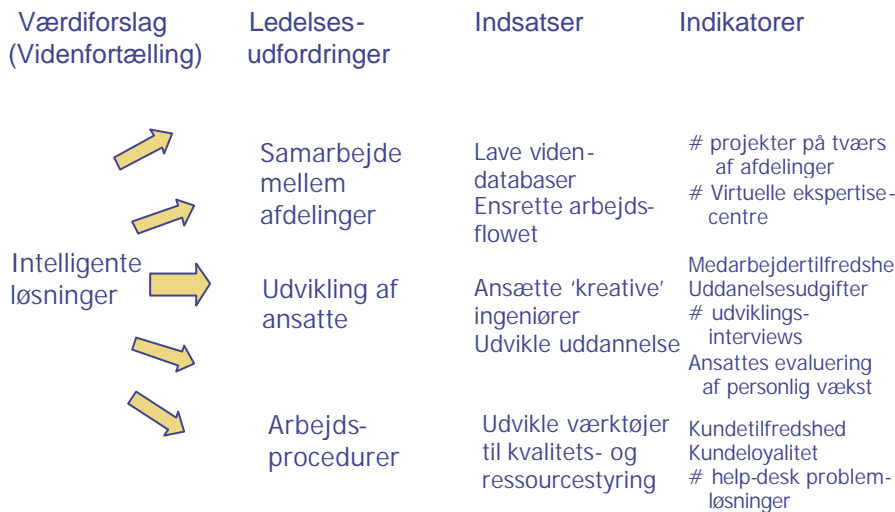 Værdiforslag
(Videnfortælling)
Ledelses-
udfordringer
Indsatser
Indikatorer
Intelligente
løsninger
Samarbejde
mellem
afdelinger
Lave viden-
databaser
Ensrette arbejds-
flowet
# projekter på tværs
af afdelinger
# Virtuelle ekspertise-
centre
Udvikling af
ansatte
Ansætte ‘kreative’
ingeniører
Udvikle uddannelse
Medarbejdertilfredshe
Uddanelsesudgifter
# udviklings-
interviews
Ansattes evaluering
af personlig vækst
Arbejds-
procedurer
Udvikle værktøjer
til kvalitets- og
ressourcestyring
Kundetilfredshed
Kundeloyalitet
# help-desk problem-
løsninger